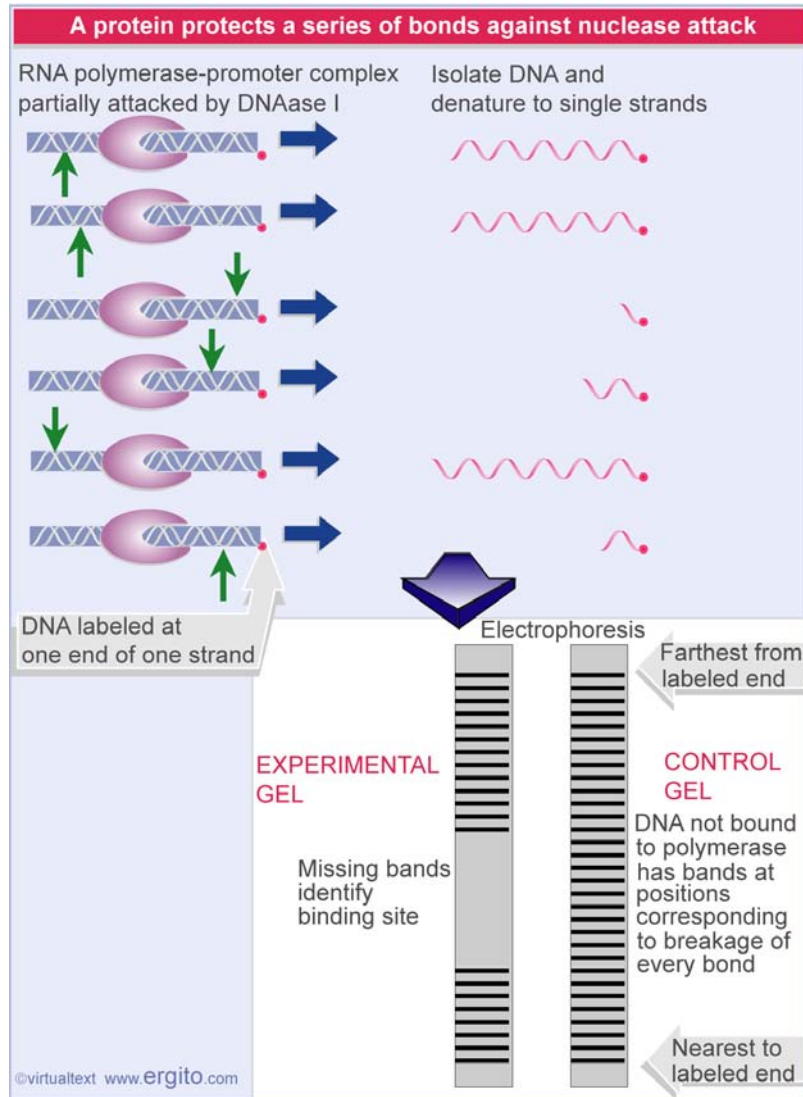 A protein protects a series of bonds against nuclease attack
RNA polymerase-promoter complex
partially attacked by DNAase I
Isolate DNA and
denature to single strands
DNA labeled at
one end of one strand
Electrophoresis
Farthest from
labeled end
EXPERIMENTAL
GEL
CONTROL
GEL
Missing bands
identify
binding site
DNA not bound
to polymerase
has bands at
positions
corresponding
to breakage of
every bond
Nearest to
labeled end
©virtualtext www.ergito.com